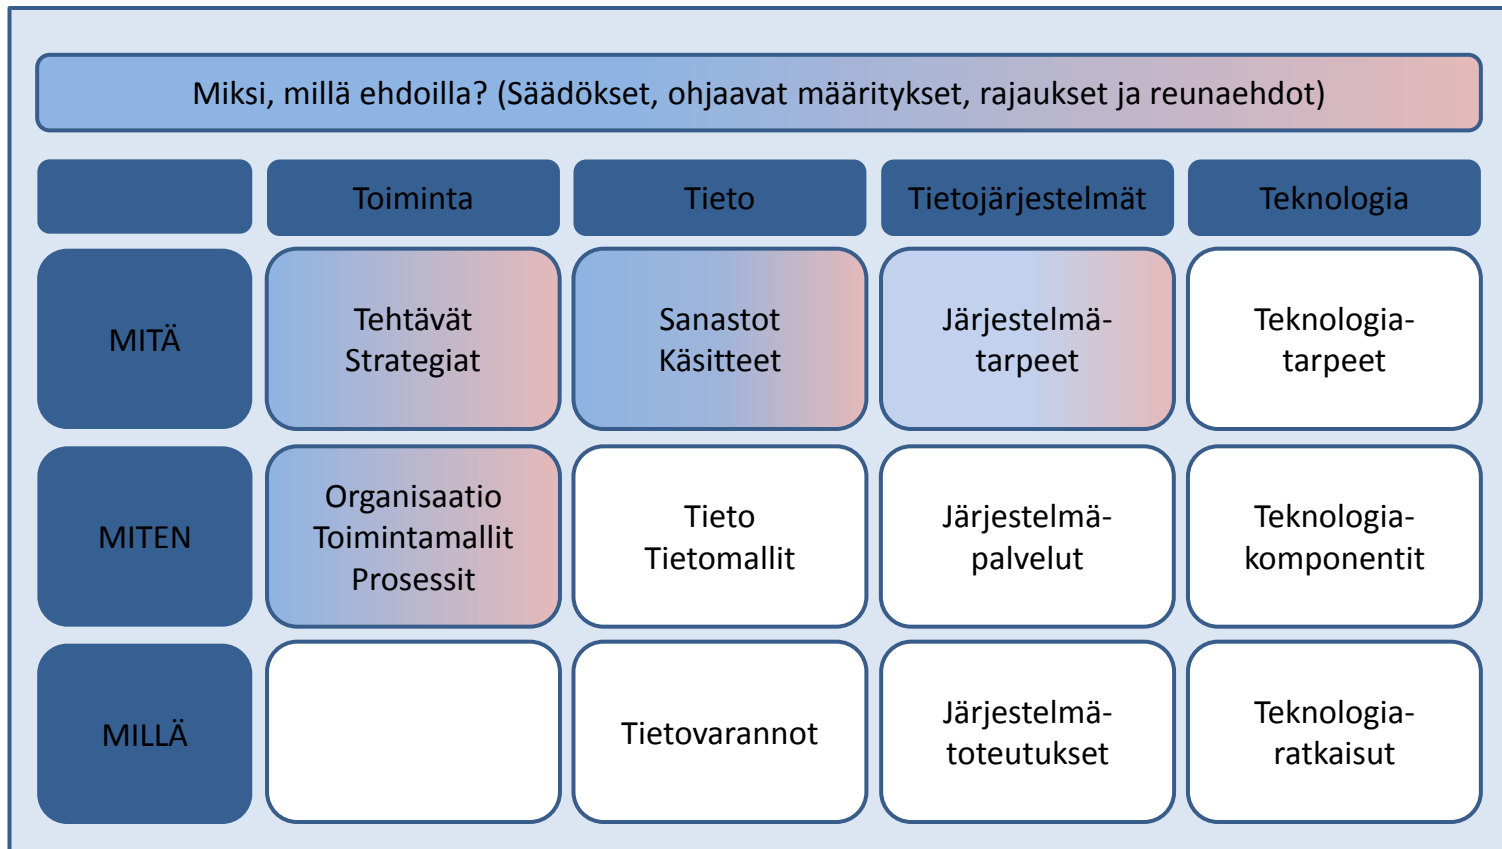 Miksi, millä ehdoilla? (Säädökset, ohjaavat määritykset, rajaukset ja reunaehdot)
Toiminta
Tieto
Tietojärjestelmät
Teknologia
MITÄ
Tehtävät
Strategiat
Sanastot
Käsitteet
Järjestelmä-
tarpeet
Teknologia-
tarpeet
MITEN
Organisaatio
Toimintamallit
Prosessit
Tieto
Tietomallit
Järjestelmä-
palvelut
Teknologia-
komponentit
MILLÄ
Tietovarannot
Järjestelmä-
toteutukset
Teknologia-
ratkaisut